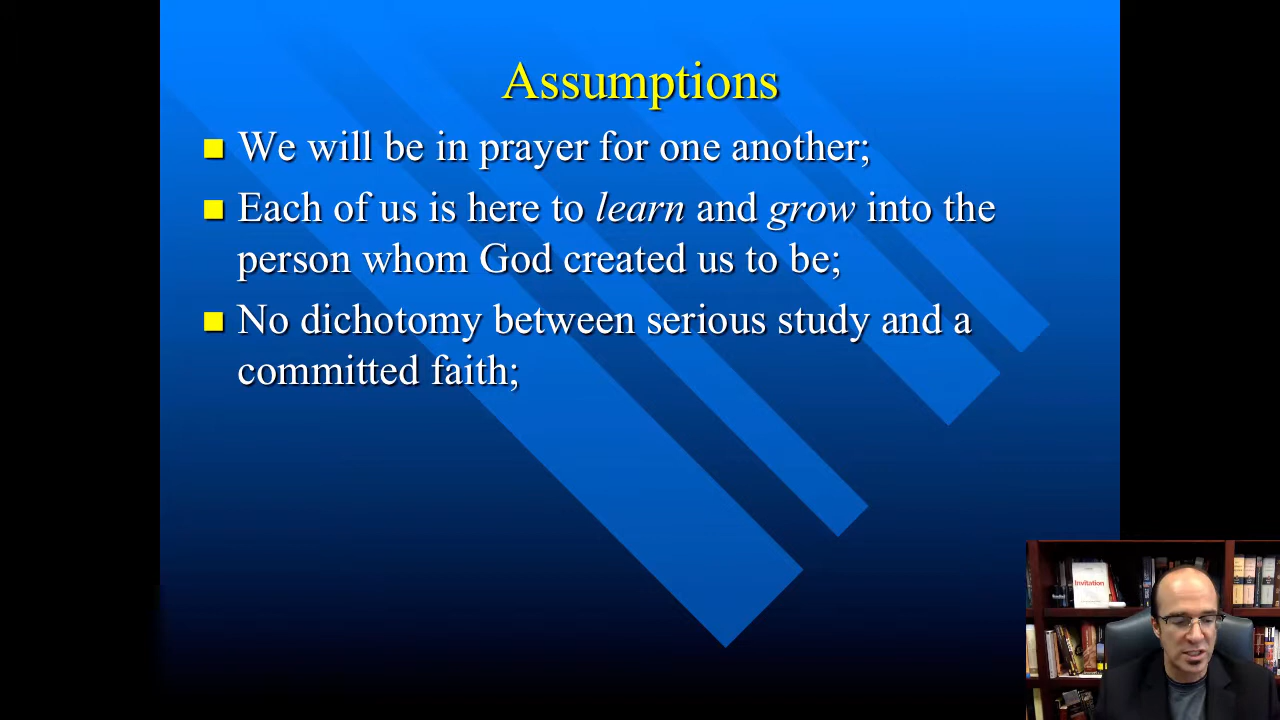 Assumptions
We will be in prayer for one another;
Each of us is here to learn and grow into the
person whom God created us to be;
No dichotomy between serious study and a
committed faith;
Invitation